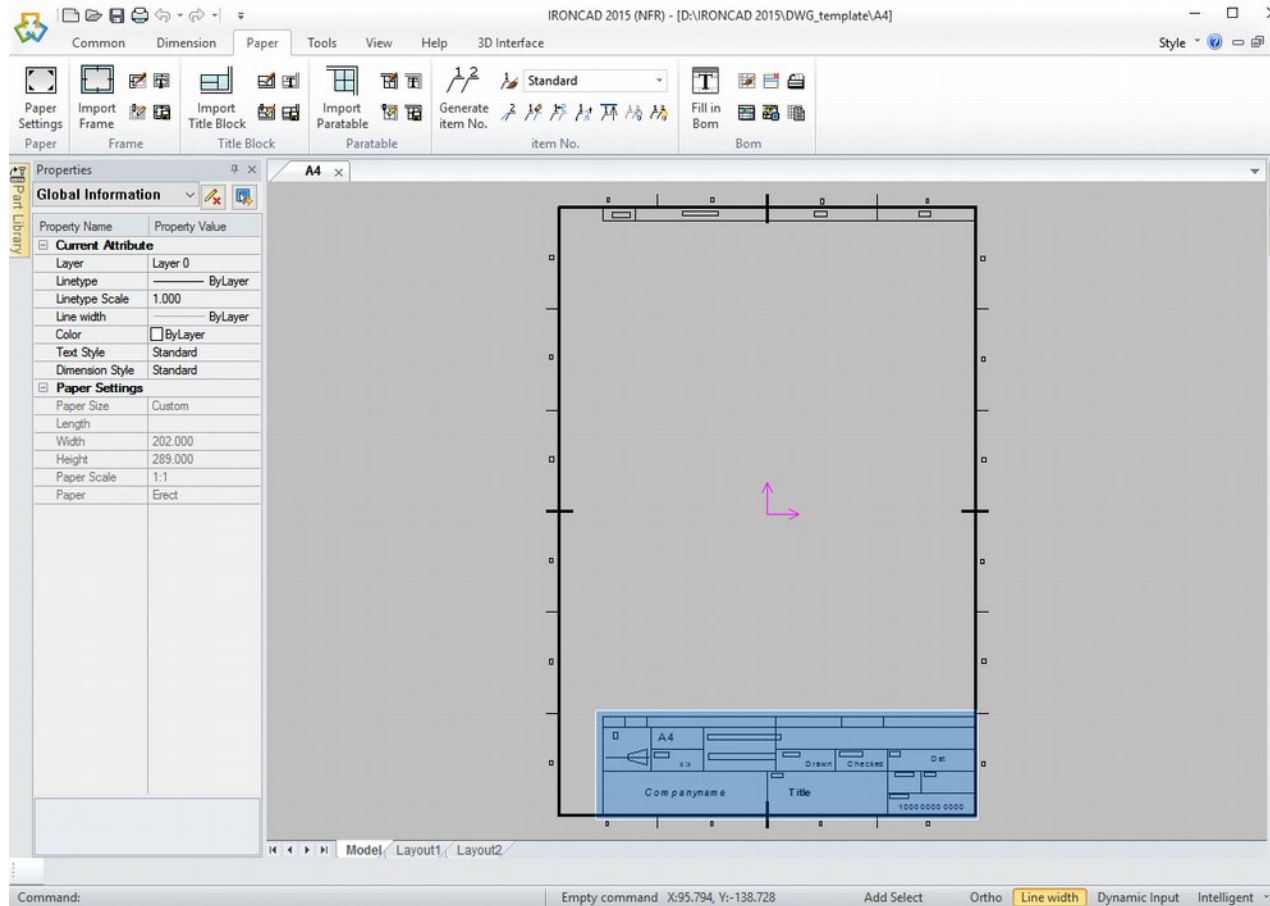 IRONCAD 2015 (NFR) - [D:\IRONCAD 2015\DWG_template\A4]
Common Dimension Paper Tools View Help 3D Interface Style
Paper Settings
Import Frame
Import Title Block
Import Paratable
Generate item No.
Standard
Fill in Bom
Paper Frame Title Block Paratable item No. Bom
Part Library
Properties
A4
Global Information
Property Name Property Value
Current Attribute
Layer Layer 0
Linetype ByLayer
Linetype Scale 1.000
Line width ByLayer
Color ByLayer
Text Style Standard
Dimension Style Standard
Paper Settings
Paper Size Custom
Length
Width 202.000
Height 289.000
Paper Scale 1:1
Paper Erect
A4
x:x Drawn Checked Dat
Companyname Title
10000000 0000
Model Layout1 Layout2
Command: Empty command X:95.794, Y:-138.728 Add Select Ortho Line width Dynamic Input Intelligent